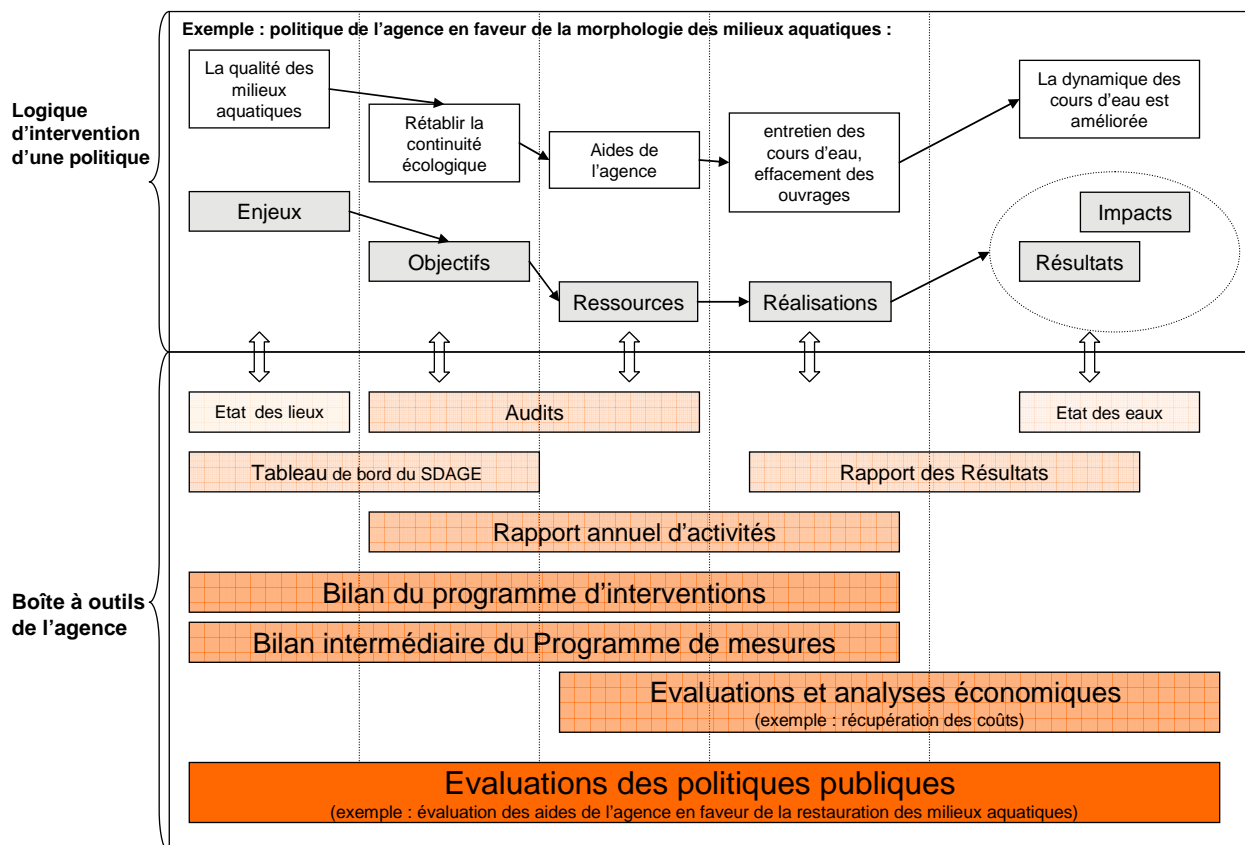 Exemple : politique de l'agence en faveur de la morphologie des milieux aquatiques :
La qualité des
milieux
aquatiques
Rétablir la
continuité
écologique
Aides de
l'agence
entretien des
cours d'eau,
effacement des
ouvrages
La dynamique des
cours d'eau est
améliorée
Logique
d'intervention
d'une politique
Enjeux
Objectifs
Ressources
Réalisations
Impacts
Résultats
Etat des lieux
Audits
Etat des eaux
Tableau de bord du SDAGE
Rapport des Résultats
Rapport annuel d'activités
Boîte à outils
de l'agence
Bilan du programme d'interventions
Bilan intermédiaire du Programme de mesures
Evaluations et analyses économiques
(exemple : récupération des coûts)
Evaluations des politiques publiques
(exemple : évaluation des aides de l'agence en faveur de la restauration des milieux aquatiques)